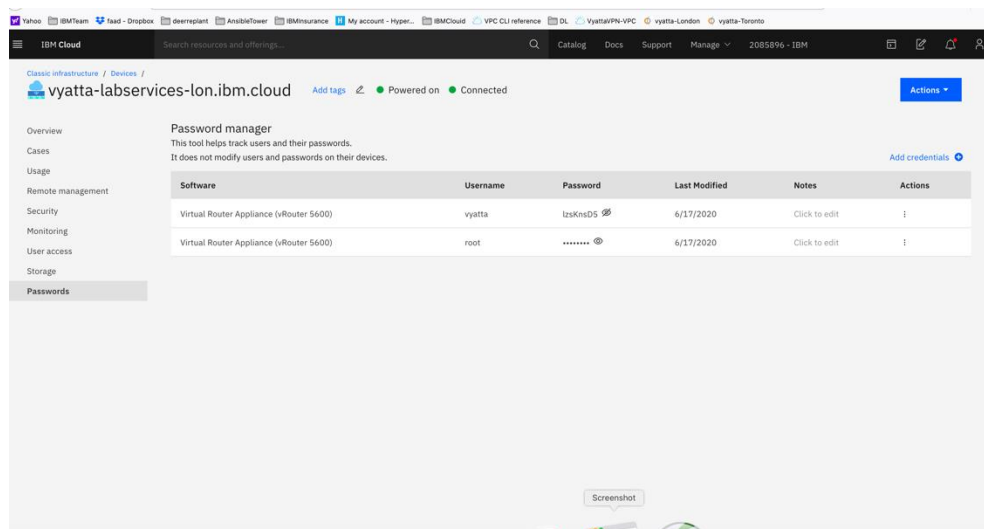 Yahoo IBMTeam faad - Dropbox deerreplant AnsibleTower IBMInsurance My account - Hyper... IBMClouid VPC CLI reference DL VyattaVPN-VPC vyatta-London vyatta-Toronto
IBM Cloud Search resources and offerings... Catalog Docs Support Manage 2085896 - IBM
Classic infrastructure / Devices /
vyatta-labservices-lon.ibm.cloud Add tags Powered on Connected Actions
Overview
Cases
Usage
Remote management
Security
Monitoring
User access
Storage
Passwords
Password manager
This tool helps track users and their passwords.
It does not modify users and passwords on their devices.
Add credentials
Software Username Password Last Modified Notes Actions
Virtual Router Appliance (vRouter 5600) vyatta IzsKnsD5 6/17/2020 Click to edit
Virtual Router Appliance (vRouter 5600) root •••••••• 6/17/2020 Click to edit
Screenshot